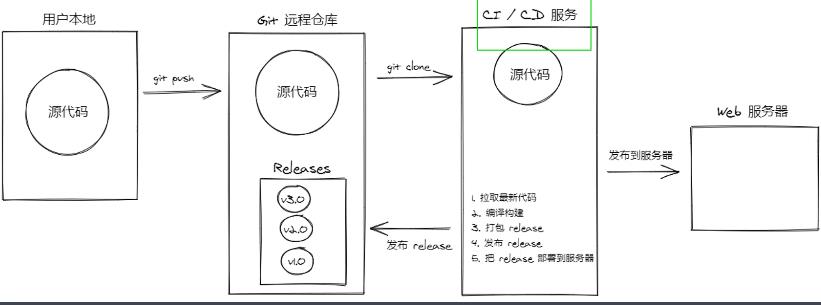 用户本地
源代码
git push
Git 远程仓库
源代码
Releases
v3.0
v2.0
v1.0
git clone
发布 release
CI / CD 服务
源代码
1. 拉取最新代码
2. 编译构建
3. 打包 release
4. 发布 release
5. 把 release 部署到服务器
发布到服务器
Web 服务器